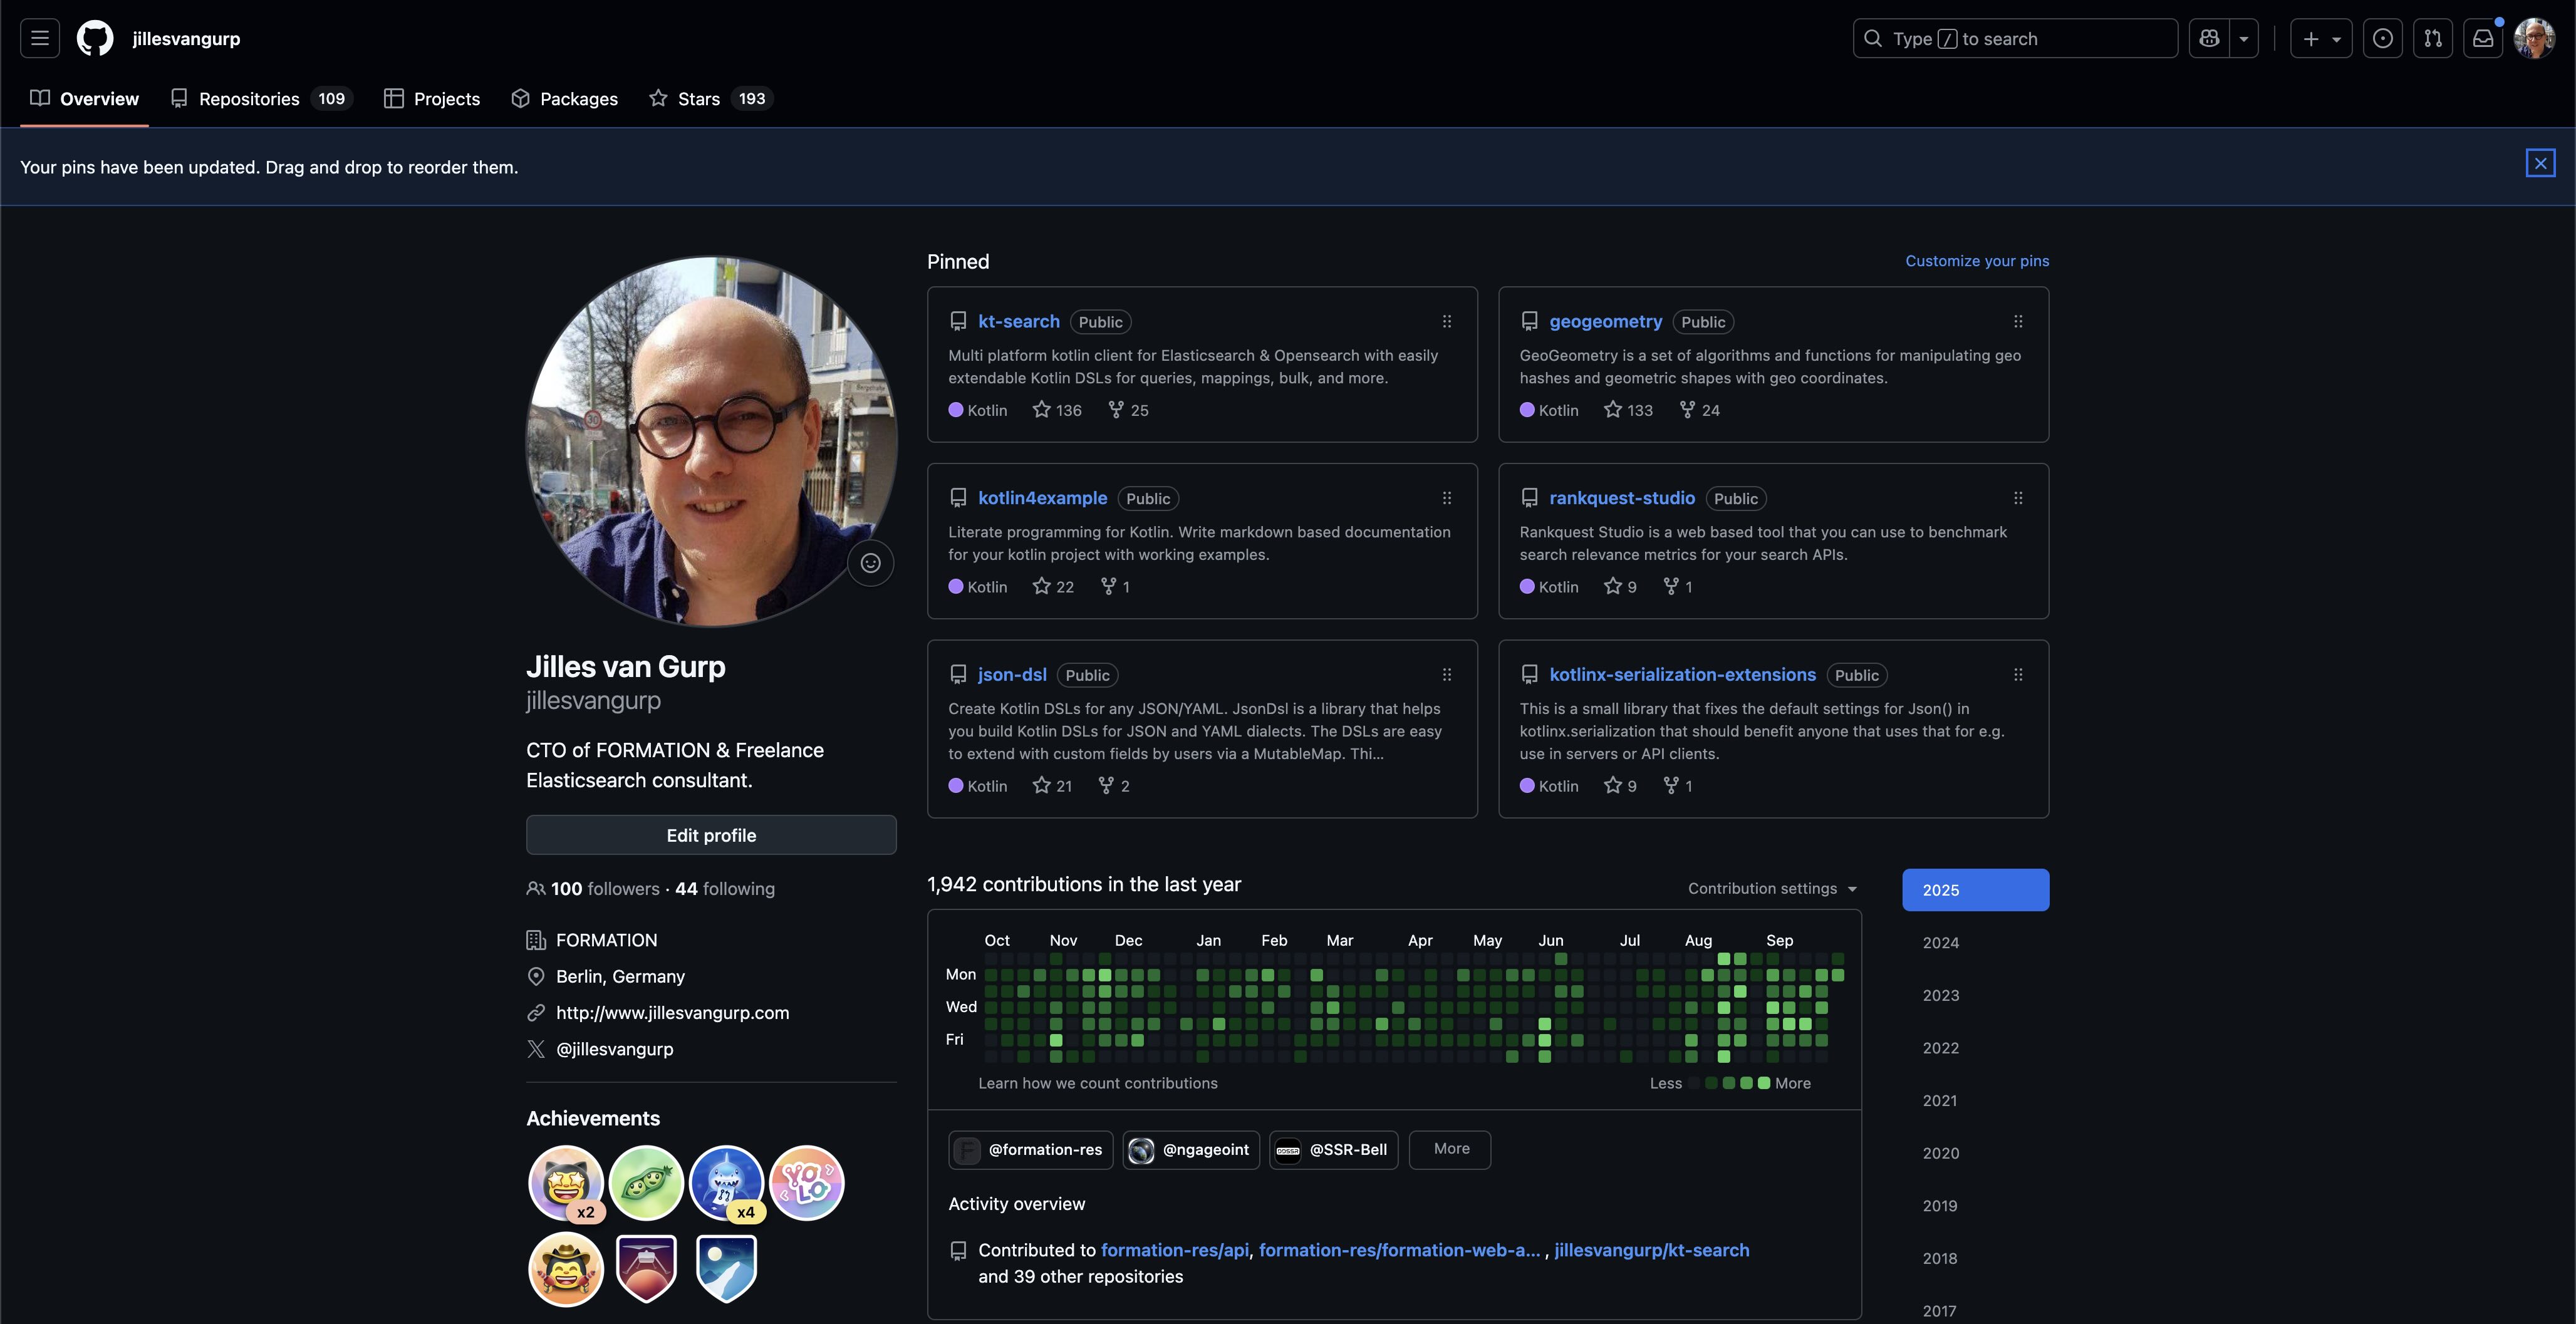 jillesvangurp
Type / to search
Overview
Repositories 109
Projects
Packages
Stars 193
Your pins have been updated. Drag and drop to reorder them.
30
Jilles van Gurp
jillesvangurp
CTO of FORMATION & Freelance
Elasticsearch consultant.
Edit profile
100 followers · 44 following
FORMATION
Berlin, Germany
http://www.jillesvangurp.com
@jillesvangurp
Achievements
x2
x4
YOLO
Pinned
Customize your pins
kt-search Public
Multi platform kotlin client for Elasticsearch & Opensearch with easily
extendable Kotlin DSLs for queries, mappings, bulk, and more.
Kotlin 136 25
geogeometry Public
GeoGeometry is a set of algorithms and functions for manipulating geo
hashes and geometric shapes with geo coordinates.
Kotlin 133 24
kotlin4example Public
Literate programming for Kotlin. Write markdown based documentation
for your kotlin project with working examples.
Kotlin 22 1
rankquest-studio Public
Rankquest Studio is a web based tool that you can use to benchmark
search relevance metrics for your search APIs.
Kotlin 9 1
json-dsl Public
Create Kotlin DSLs for any JSON/YAML. JsonDsl is a library that helps
you build Kotlin DSLs for JSON and YAML dialects. The DSLs are easy
to extend with custom fields by users via a MutableMap. Thi...
Kotlin 21 2
kotlinx-serialization-extensions Public
This is a small library that fixes the default settings for Json() in
kotlinx.serialization that should benefit anyone that uses that for e.g.
use in servers or API clients.
Kotlin 9 1
1,942 contributions in the last year
Contribution settings
Oct Nov Dec Jan Feb Mar Apr May Jun Jul Aug Sep
Mon
Wed
Fri
Learn how we count contributions
Less More
@formation-res
@ngageoint
@SSR-Bell
More
Activity overview
Contributed to formation-res/api, formation-res/formation-web-a... , jillesvangurp/kt-search
and 39 other repositories
2025
2024
2023
2022
2021
2020
2019
2018
2017